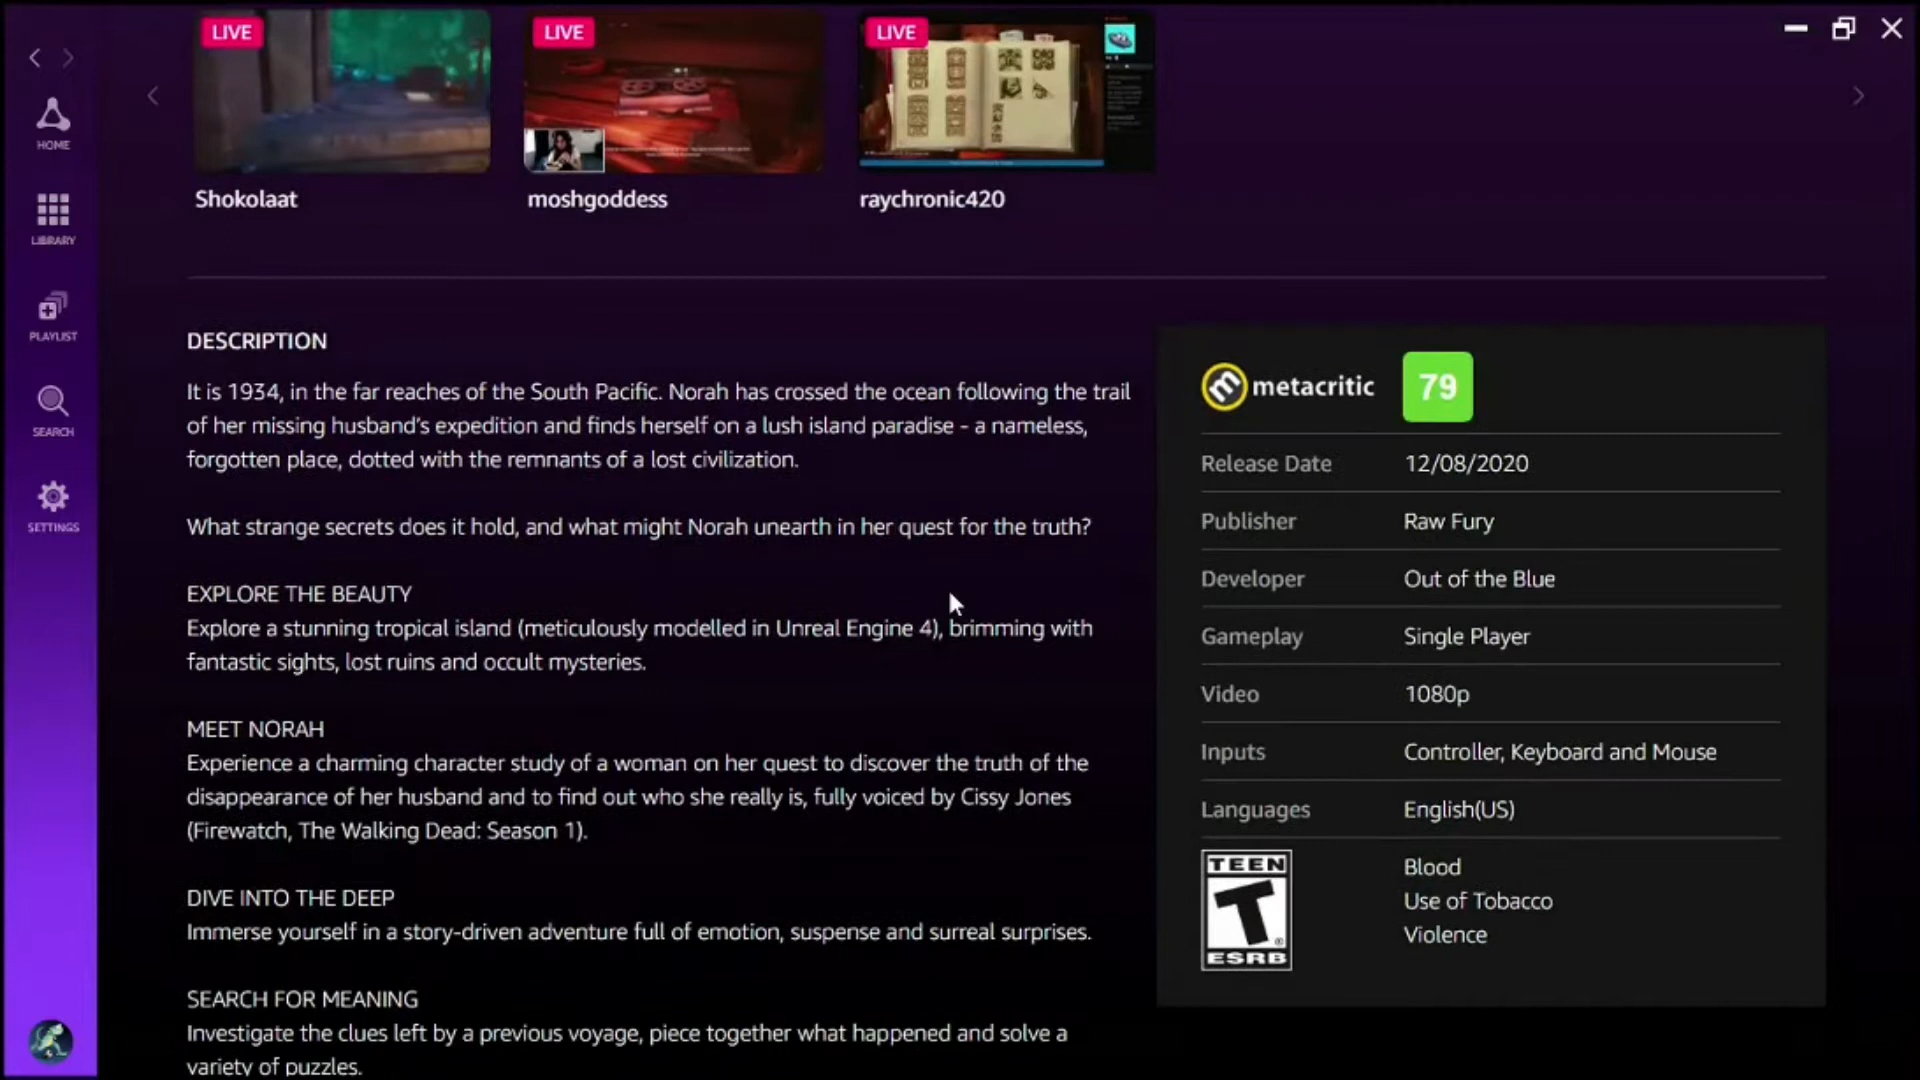 LIVE
LIVE
LIVE
HOME
Shokolaat
moshgoddess
raychronic420
LIBRARY
PLAYLIST
SEARCH
SETTINGS
DESCRIPTION
It is 1934, in the far reaches of the South Pacific. Norah has crossed the ocean following the trail
of her missing husband's expedition and finds herself on a lush island paradise - a nameless,
forgotten place, dotted with the remnants of a lost civilization.
What strange secrets does it hold, and what might Norah unearth in her quest for the truth?
EXPLORE THE BEAUTY
Explore a stunning tropical island (meticulously modelled in Unreal Engine 4), brimming with
fantastic sights, lost ruins and occult mysteries.
MEET NORAH
Experience a charming character study of a woman on her quest to discover the truth of the
disappearance of her husband and to find out who she really is, fully voiced by Cissy Jones
(Firewatch, The Walking Dead: Season 1).
DIVE INTO THE DEEP
Immerse yourself in a story-driven adventure full of emotion, suspense and surreal surprises.
SEARCH FOR MEANING
Investigate the clues left by a previous voyage, piece together what happened and solve a
variety of puzzles.
m metacritic 79
Release Date 12/08/2020
Publisher Raw Fury
Developer Out of the Blue
Gameplay Single Player
Video 1080p
Inputs Controller, Keyboard and Mouse
Languages English(US)
TEEN
T
ESRB
Blood
Use of Tobacco
Violence